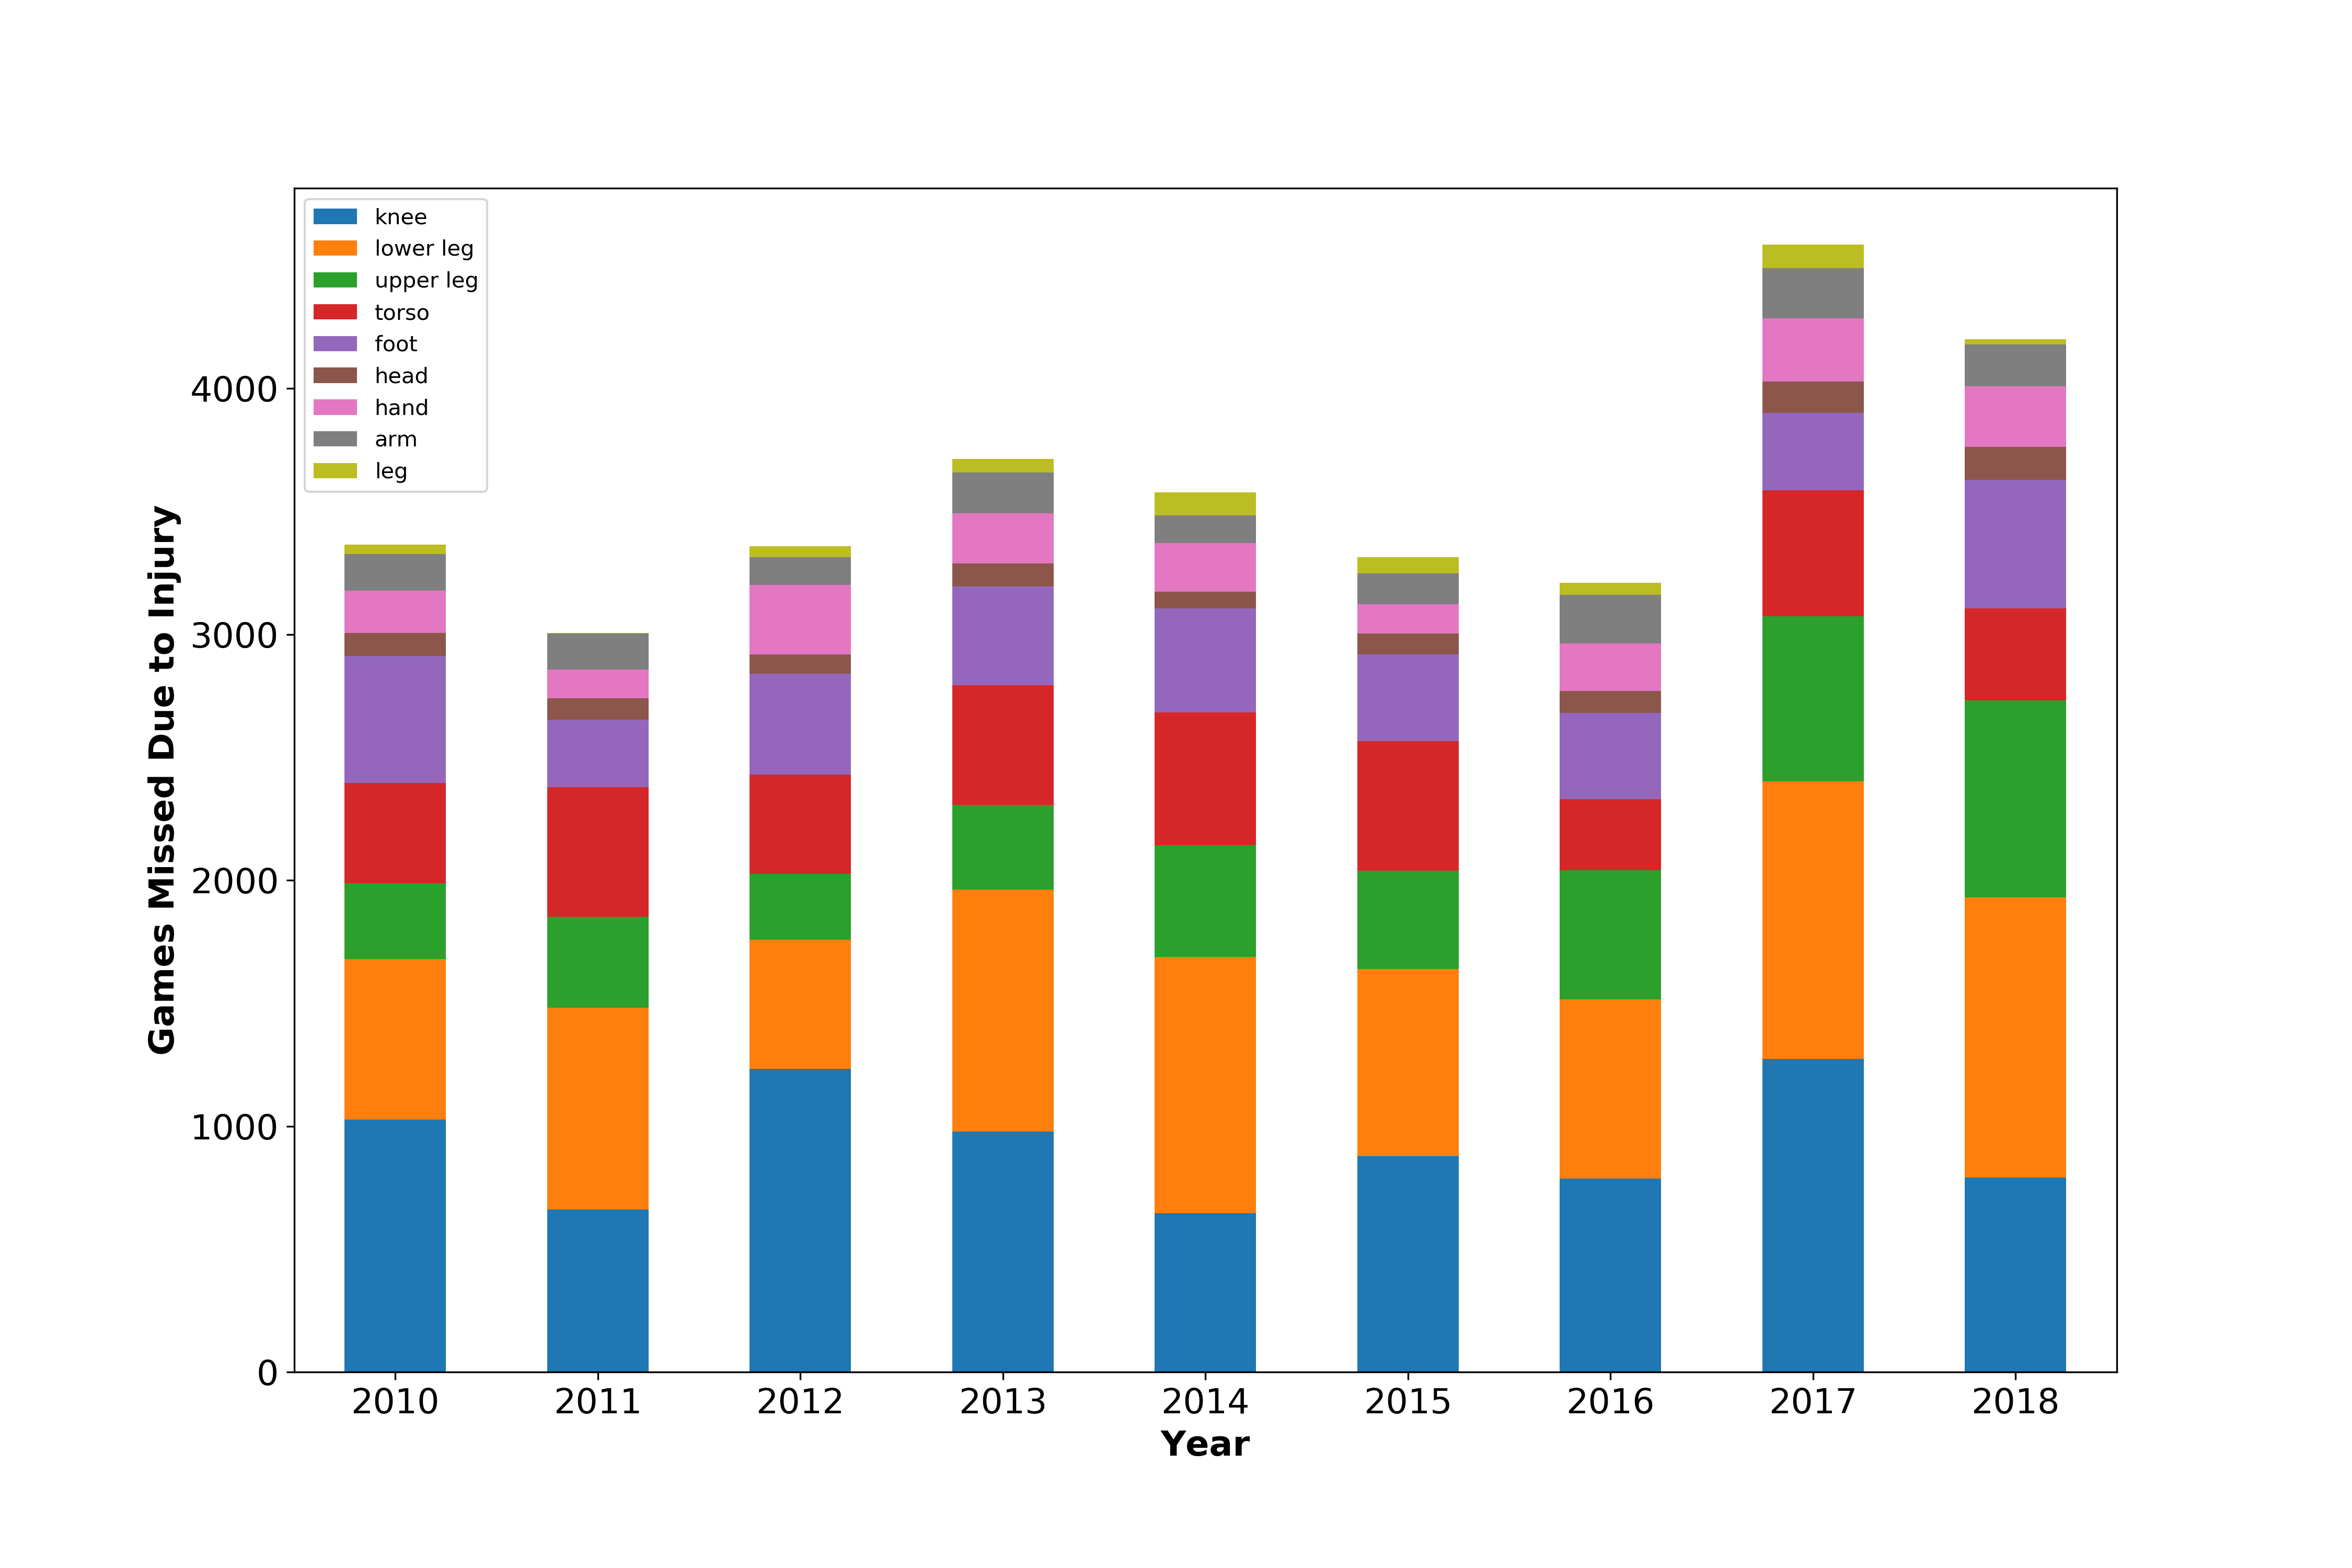 knee
lower leg
upper leg
torso
foot
head
hand
arm
leg
Games Missed Due to Injury
4000
3000
2000
1000
0
2010 2011 2012 2013 2014 2015 2016 2017 2018
Year